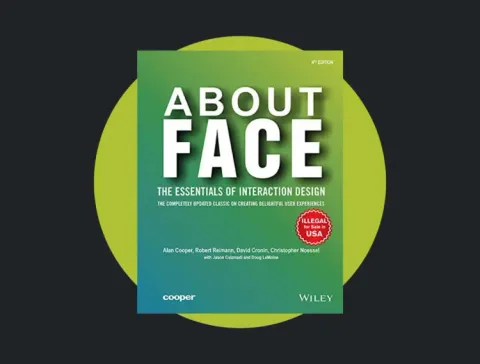 4TH EDITION
ABOUT
FACE
THE ESSENTIALS OF INTERACTION DESIGN
THE COMPLETELY UPDATED CLASSIC ON CREATING DELIGHTFUL USER EXPERIENCES
ILLEGAL
for Sale in
USA
Alan Cooper, Robert Reimann, David Cronin, Christopher Noessel
with Jason Csizmadi and Doug LeMoine
cooper
WILEY